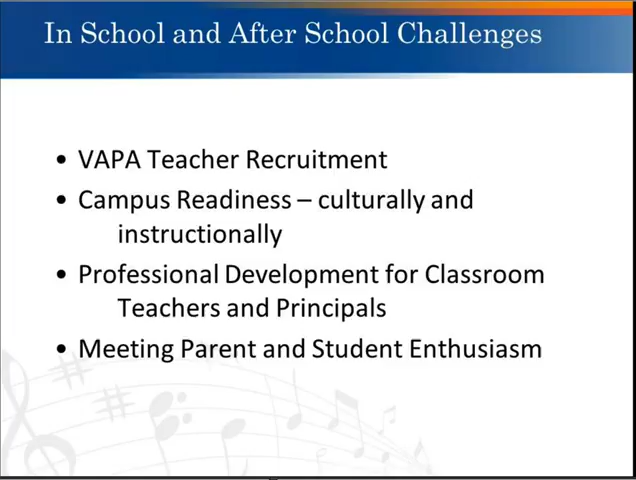 In School and After School Challenges
• VAPA Teacher Recruitment
• Campus Readiness – culturally and
instructionally
• Professional Development for Classroom
Teachers and Principals
• Meeting Parent and Student Enthusiasm